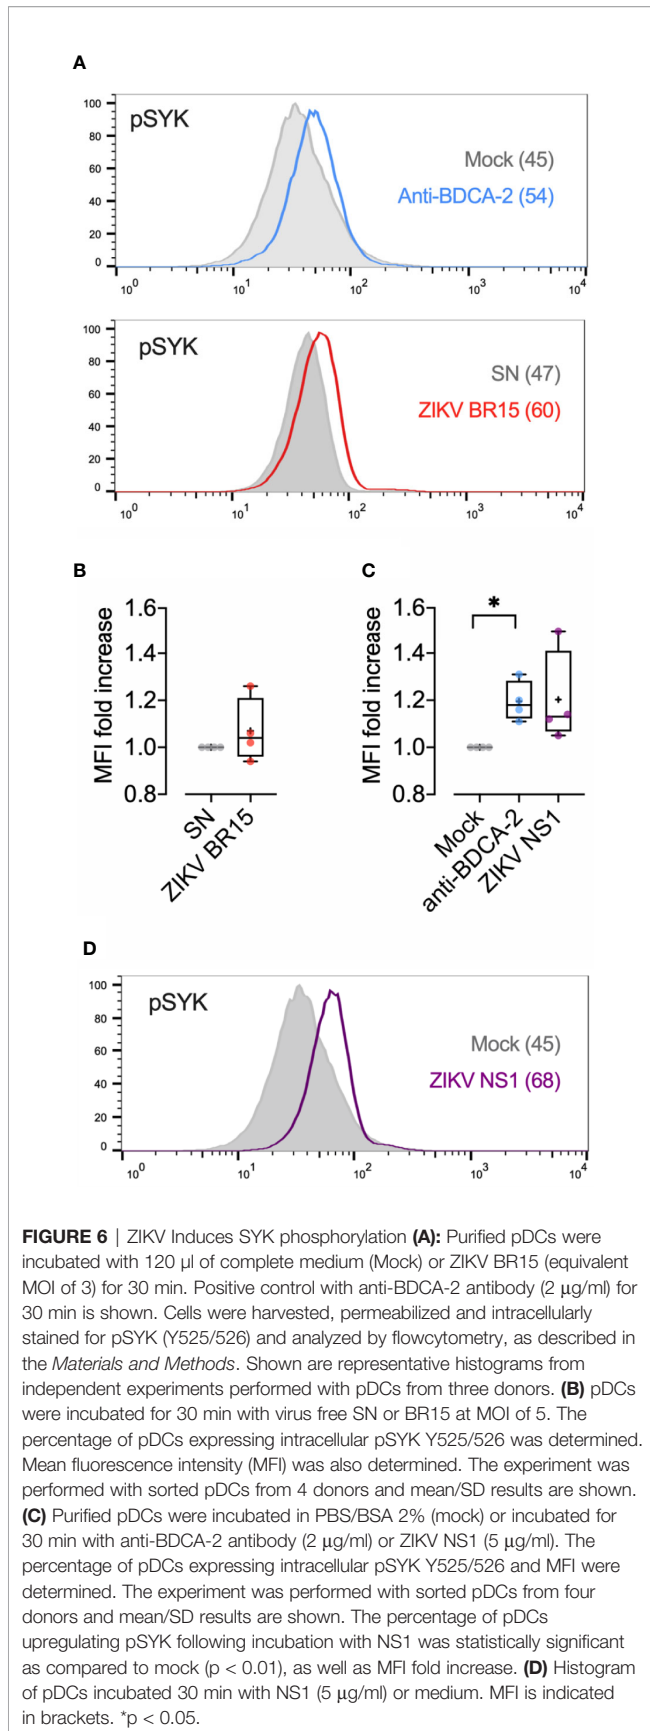 A
pSYK
Mock (45)
Anti-BDCA-2 (54)
100
80
60
40
20
0
10^0 10^1 10^2 10^3 10^4
pSYK
SN (47)
ZIKV BR15 (60)
100
80
60
40
20
0
10^0 10^1 10^2 10^3 10^4
B
MFI fold increase
1.6
1.4
1.2
1.0
0.8
SN
ZIKV BR15
C
MFI fold increase
1.6
1.4
1.2
1.0
0.8
*
Mock
anti-BDCA-2
ZIKV NS1
D
pSYK
Mock (45)
ZIKV NS1 (68)
100
80
60
40
20
0
10^0 10^1 10^2 10^3 10^4
FIGURE 6 | ZIKV Induces SYK phosphorylation (A): Purified pDCs were
incubated with 120 µl of complete medium (Mock) or ZIKV BR15 (equivalent
MOI of 3) for 30 min. Positive control with anti-BDCA-2 antibody (2 µg/ml) for
30 min is shown. Cells were harvested, permeabilized and intracellularly
stained for pSYK (Y525/526) and analyzed by flowcytometry, as described in
the Materials and Methods. Shown are representative histograms from
independent experiments performed with pDCs from three donors. (B) pDCs
were incubated for 30 min with virus free SN or BR15 at MOI of 5. The
percentage of pDCs expressing intracellular pSYK Y525/526 was determined.
Mean fluorescence intensity (MFI) was also determined. The experiment was
performed with sorted pDCs from 4 donors and mean/SD results are shown.
(C) Purified pDCs were incubated in PBS/BSA 2% (mock) or incubated for
30 min with anti-BDCA-2 antibody (2 µg/ml) or ZIKV NS1 (5 µg/ml). The
percentage of pDCs expressing intracellular pSYK Y525/526 and MFI were
determined. The experiment was performed with sorted pDCs from four
donors and mean/SD results are shown. The percentage of pDCs
upregulating pSYK following incubation with NS1 was statistically significant
as compared to mock (p < 0.01), as well as MFI fold increase. (D) Histogram
of pDCs incubated 30 min with NS1 (5 µg/ml) or medium. MFI is indicated
in brackets. *p < 0.05.